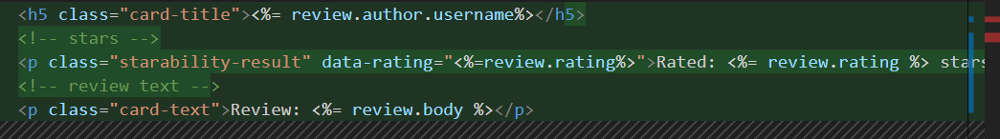 <h5 class="card-title"><%= review.author.username%></h5>
<!-- stars -->
<p class="starability-result" data-rating="<%=review.rating%>">Rated: <%= review.rating %> stars
<!-- review text -->
<p class="card-text">Review: <%= review.body %></p>